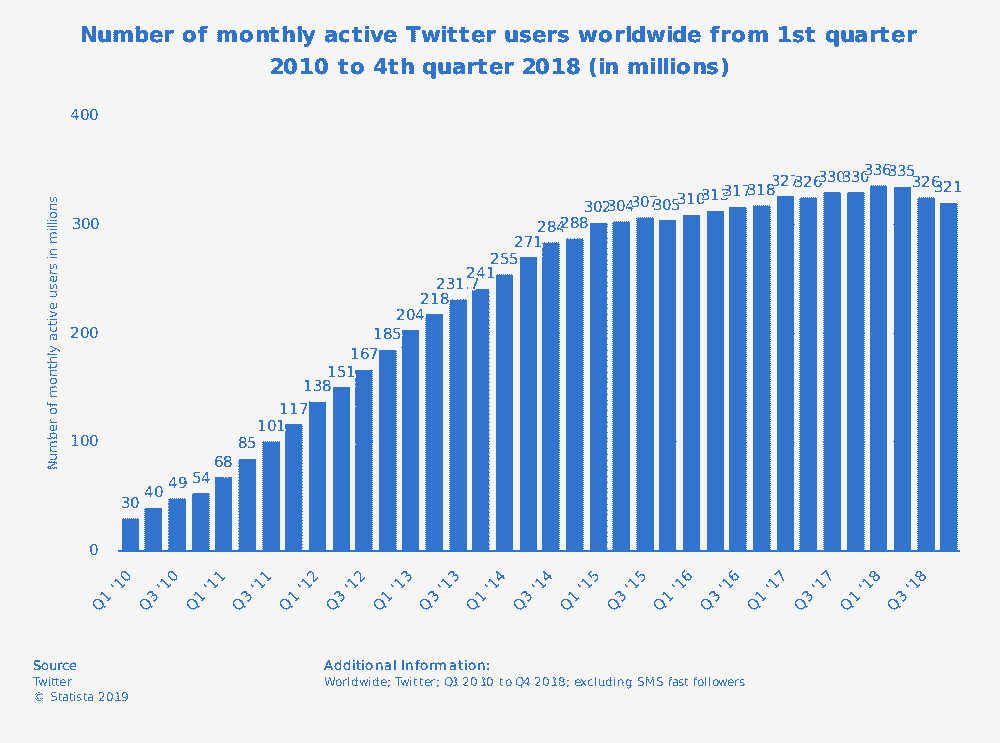 Number of monthly active Twitter users worldwide from 1st quarter
2010 to 4th quarter 2018 (in millions)
Number of monthly active users in millions
400
300
200
100
0
30
40
49
54
68
85
101
117
138
151
167
185
204
218
231.7
241
255
271
284
288
302
304
307
305
310
313
317
318
327
326
330
330
336
335
326
321
Q1 '10
Q3 '10
Q1 '11
Q3 '11
Q1 '12
Q3 '12
Q1 '13
Q3 '13
Q1 '14
Q3 '14
Q1 '15
Q3 '15
Q1 '16
Q3 '16
Q1 '17
Q3 '17
Q1 '18
Q3 '18
Source
Twitter
© Statista 2019
Additional Information:
Worldwide; Twitter; Q1 2010 to Q4 2018; excluding SMS fast followers